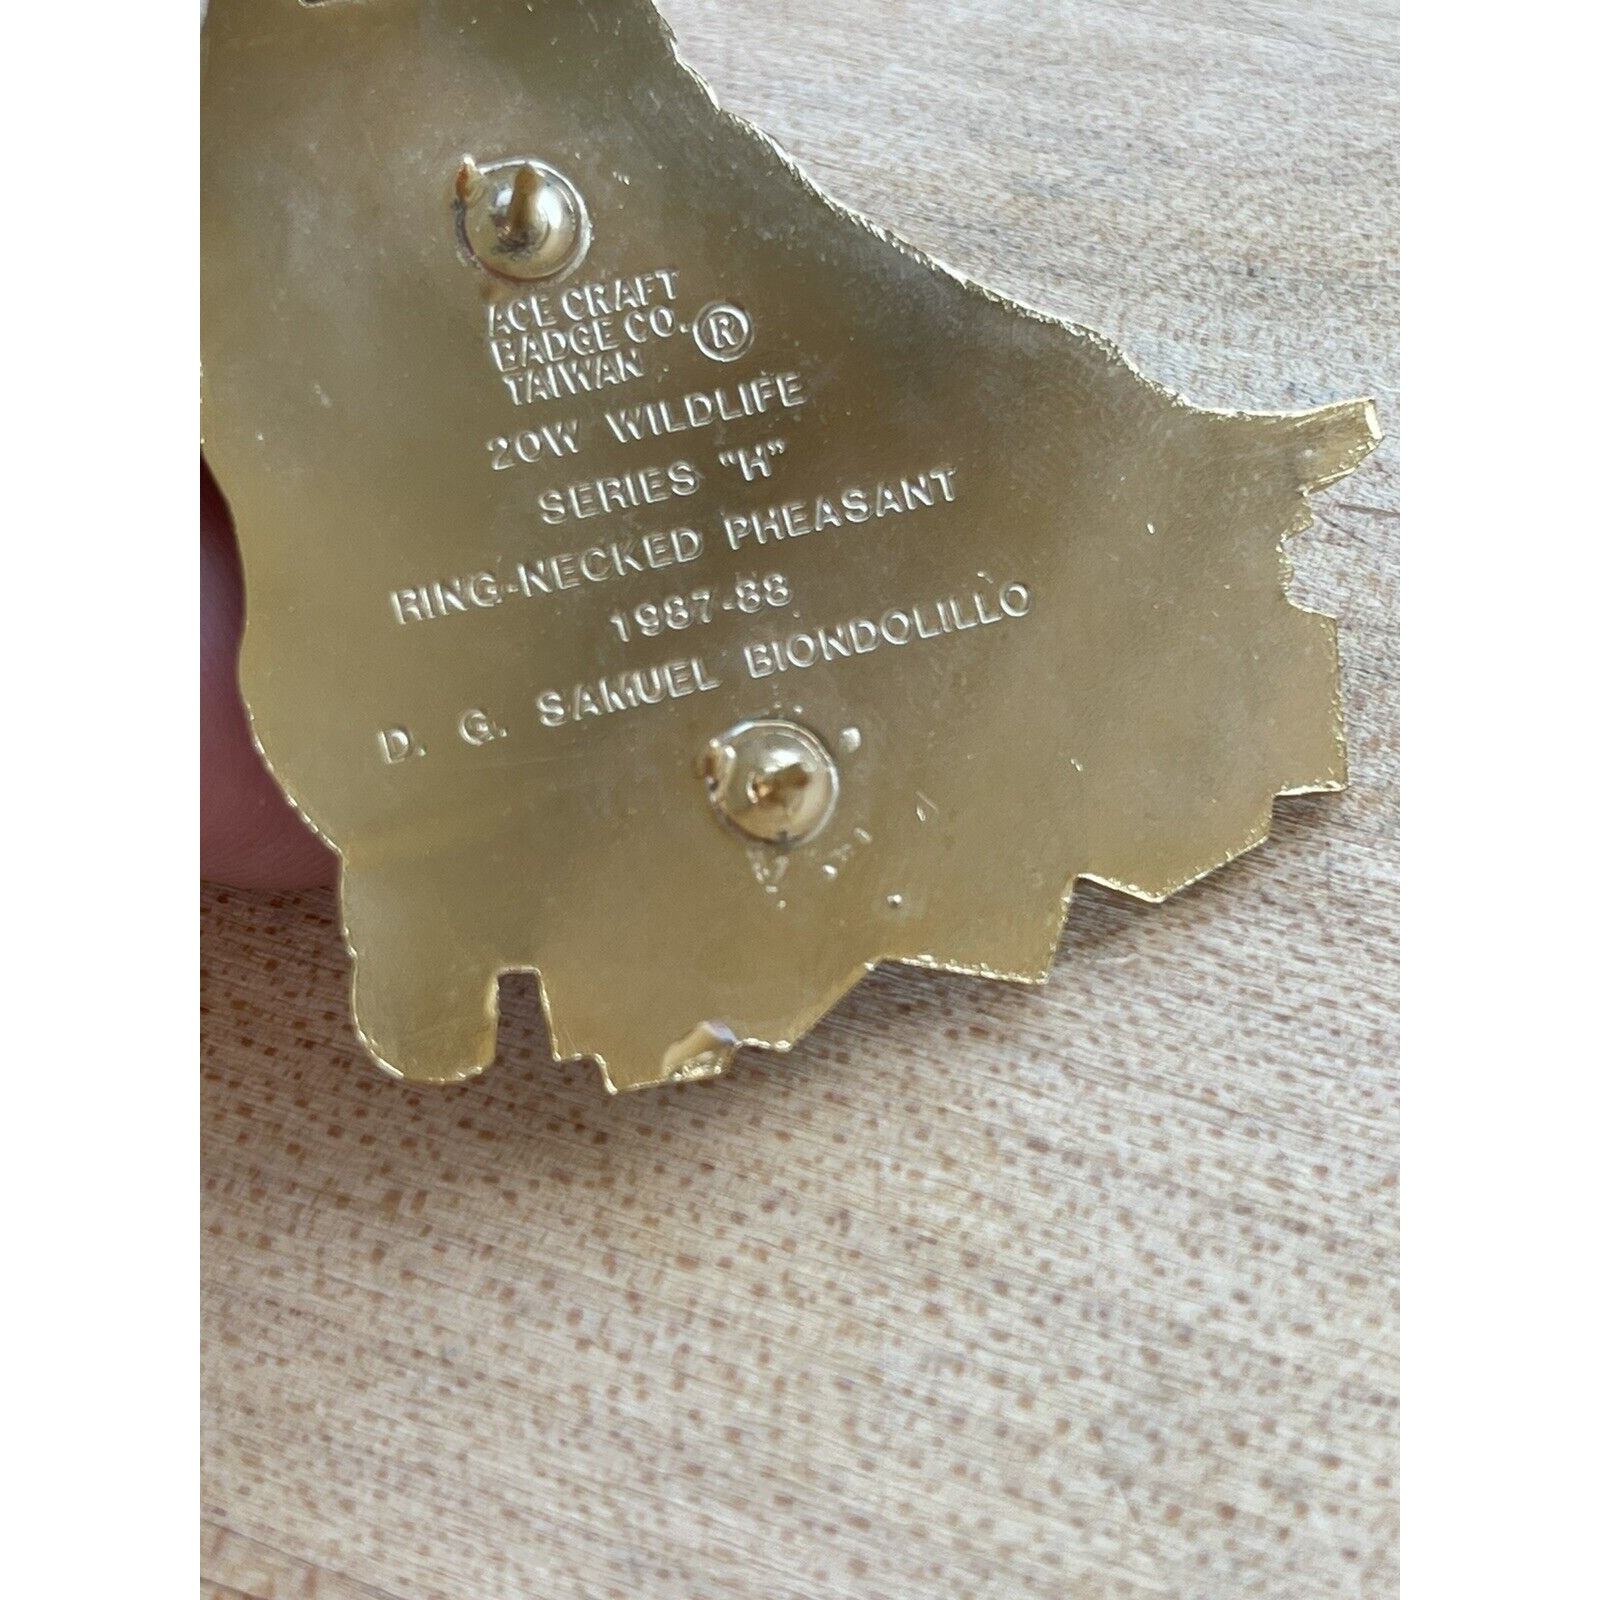 ACE CRAFT
BADGE CO. ®
TAIWAN
20W WILDLIFE
SERIES "H"
RING-NECKED PHEASANT
1987-88
D. G. SAMUEL BIONDOLILLO